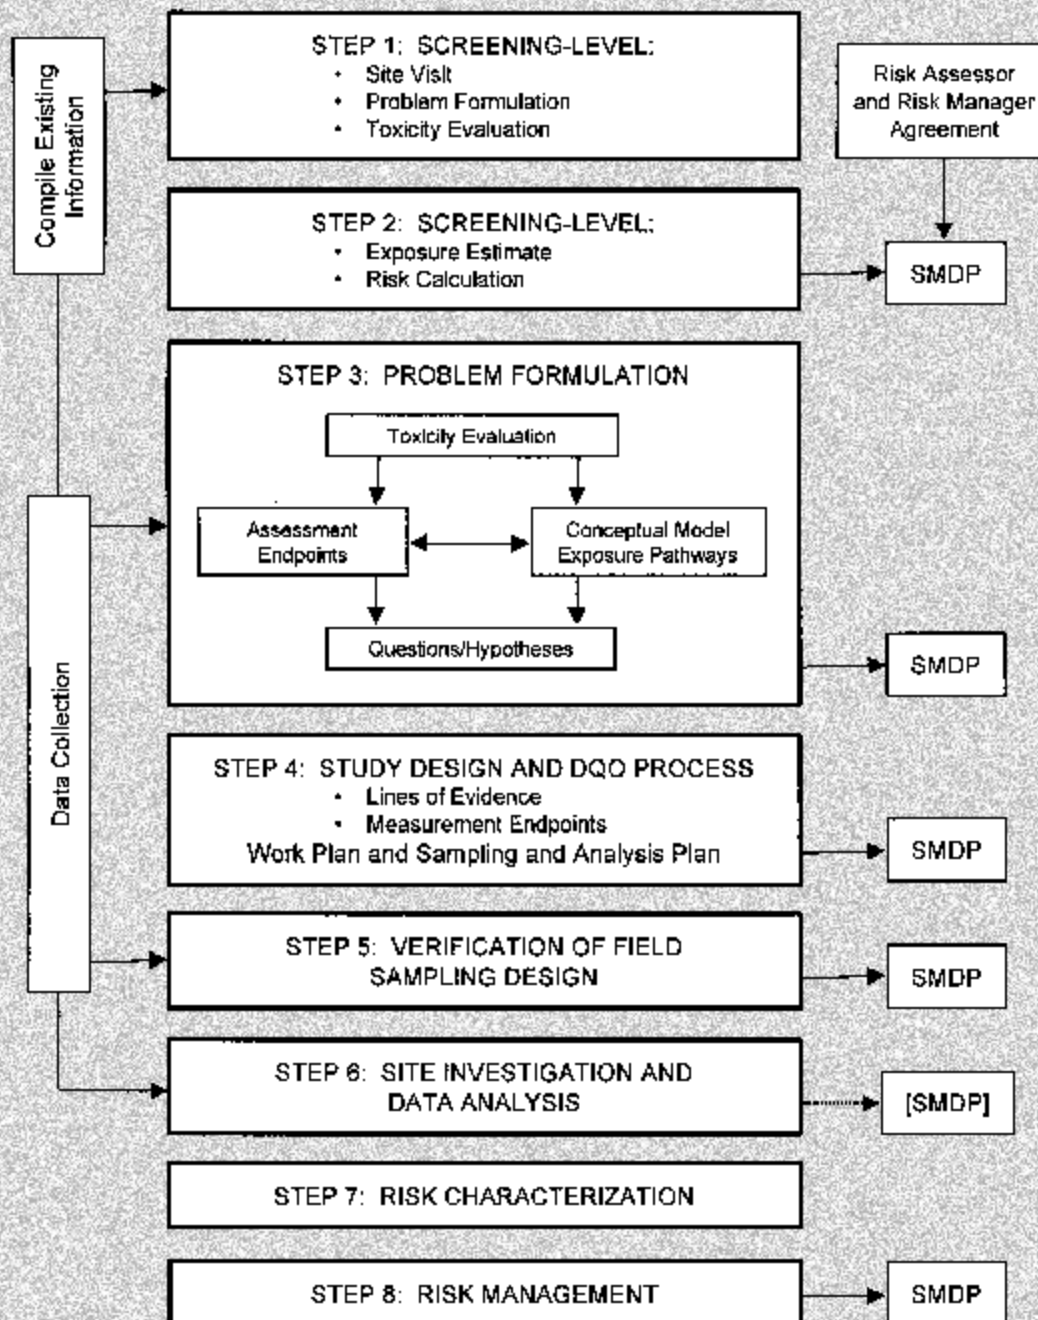 Compile Existing
Information
STEP 1: SCREENING-LEVEL:
• Site Visit
• Problem Formulation
• Toxicity Evaluation
Risk Assessor
and Risk Manager
Agreement
STEP 2: SCREENING-LEVEL:
• Exposure Estimate
• Risk Calculation
SMDP
STEP 3: PROBLEM FORMULATION
Toxicity Evaluation
Assessment
Endpoints
Conceptual Model
Exposure Pathways
Questions/Hypotheses
SMDP
Data Collection
STEP 4: STUDY DESIGN AND DQO PROCESS
• Lines of Evidence
• Measurement Endpoints
Work Plan and Sampling and Analysis Plan
SMDP
STEP 5: VERIFICATION OF FIELD
SAMPLING DESIGN
SMDP
STEP 6: SITE INVESTIGATION AND
DATA ANALYSIS
[SMDP]
STEP 7: RISK CHARACTERIZATION
STEP 8: RISK MANAGEMENT
SMDP